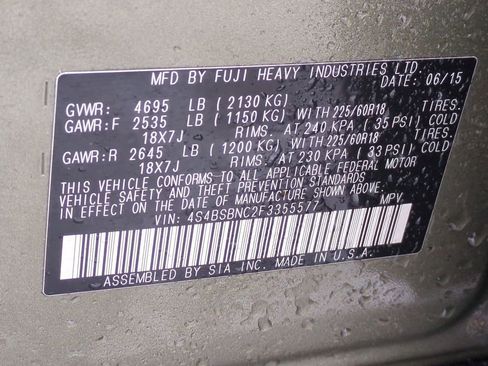 MFD BY FUJI HEAVY INDUSTRIES LTD.
DATE: 06/15
GVWR: 4695 LB (2130 KG)
GAWR:F 2535 LB (1150 KG) WITH 225/60R18 TIRES.
18X7J RIMS. AT 240 KPA (35 PSI) COLD
GAWR:R 2645 LB (1200 KG) WITH 225/60R18 TIRES.
18X7J RIMS. AT 230 KPA (33 PSI) COLD
THIS VEHICLE CONFORMS TO ALL APPLICABLE FEDERAL MOTOR
VEHICLE SAFETY AND THEFT PREVENTION STANDARDS
IN EFFECT ON THE DATE OF MANUFACTURE SHOWN ABOVE.
VIN: 4S4BSBNC2F3355577 MPV
ASSEMBLED BY SIA INC. MADE IN U.S.A.